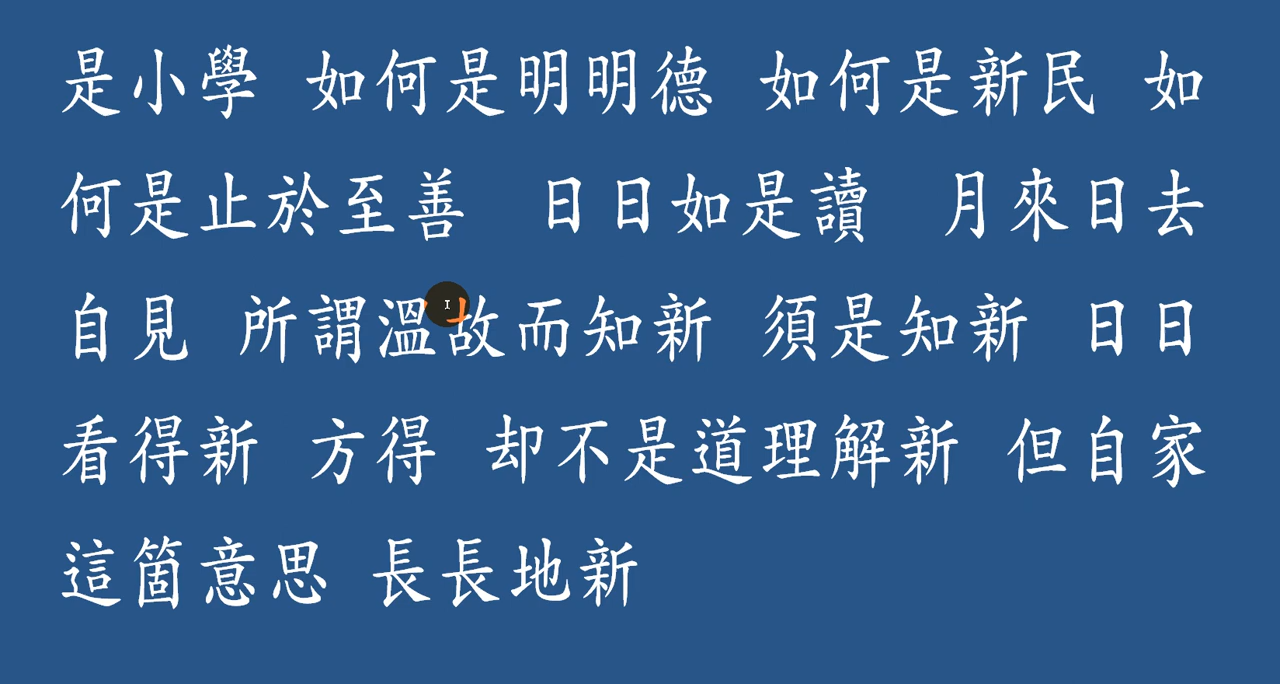 是小學 如何是明明德 如何是新民 如
何是止於至善 日日如是讀 月來日去
自見 所謂溫故而知新 須是知新 日日
看得新 方得 却不是道理解新 但自家
這箇意思 長長地新